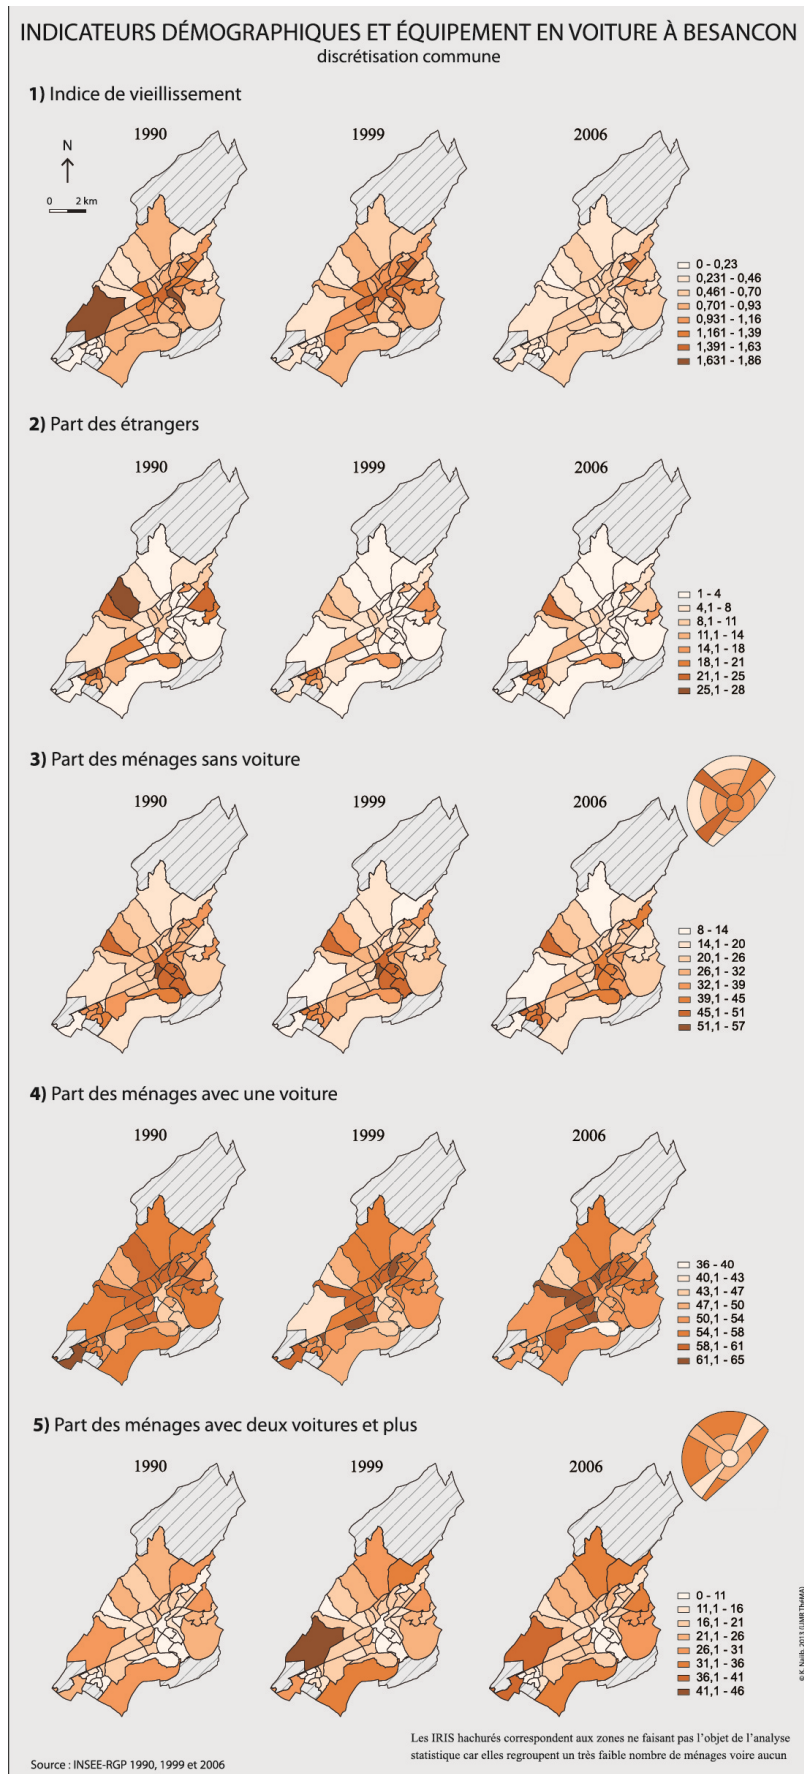 INDICATEURS DÉMOGRAPHIQUES ET ÉQUIPEMENT EN VOITURE À BESANCON
discrétisation commune
1) Indice de vieillissement
1990
1999
2006
N
0 2 km
0 - 0,23
0,231 - 0,46
0,461 - 0,70
0,701 - 0,93
0,931 - 1,16
1,161 - 1,39
1,391 - 1,63
1,631 - 1,86
2) Part des étrangers
1990
1999
2006
1 - 4
4,1 - 8
8,1 - 11
11,1 - 14
14,1 - 18
18,1 - 21
21,1 - 25
25,1 - 28
3) Part des ménages sans voiture
1990
1999
2006
8 - 14
14,1 - 20
20,1 - 26
26,1 - 32
32,1 - 39
39,1 - 45
45,1 - 51
51,1 - 57
4) Part des ménages avec une voiture
1990
1999
2006
36 - 40
40,1 - 43
43,1 - 47
47,1 - 50
50,1 - 54
54,1 - 58
58,1 - 61
61,1 - 65
5) Part des ménages avec deux voitures et plus
1990
1999
2006
0 - 11
11,1 - 16
16,1 - 21
21,1 - 26
26,1 - 31
31,1 - 36
36,1 - 41
41,1 - 46
Les IRIS hachurés correspondent aux zones ne faisant pas l'objet de l'analyse
statistique car elles regroupent un très faible nombre de ménages voire aucun
Source : INSEE-RGP 1990, 1999 et 2006
© K. 2013 (UMR ThéMA)